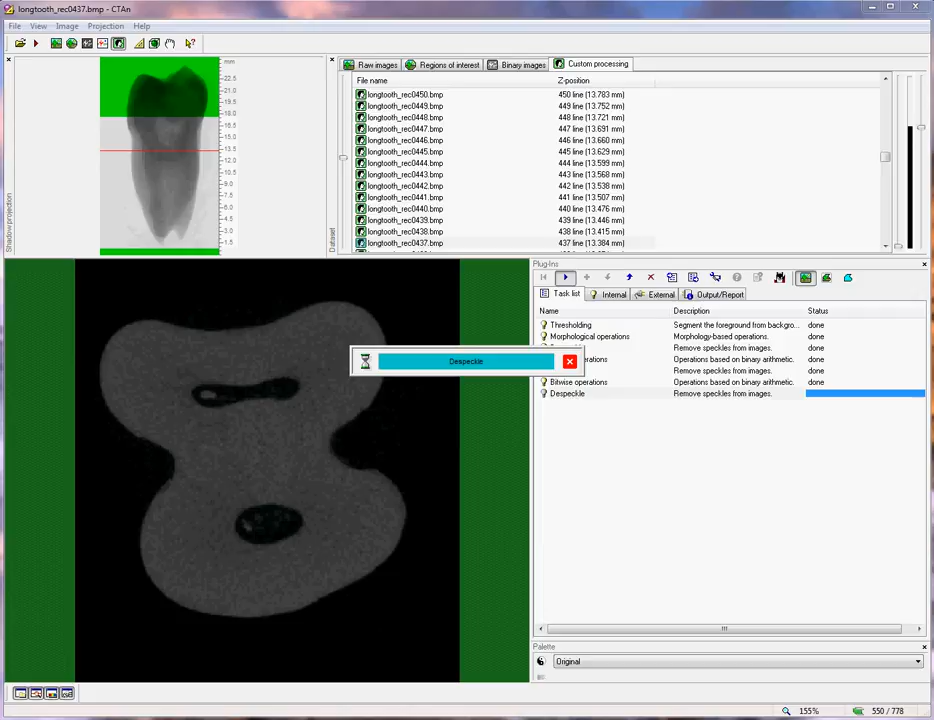 longtooth_rec0437.bmp - CTAn
File View Image Projection Help
Shadow projection
mm
22.5
21.0
19.5
18.0
16.5
15.0
13.5
12.0
10.5
9.0
7.5
6.0
4.5
3.0
1.5
Dataset
Raw images Regions of interest Binary images Custom processing
File name Z-position
longtooth_rec0450.bmp 450 line (13.783 mm)
longtooth_rec0449.bmp 449 line (13.752 mm)
longtooth_rec0448.bmp 448 line (13.721 mm)
longtooth_rec0447.bmp 447 line (13.691 mm)
longtooth_rec0446.bmp 446 line (13.660 mm)
longtooth_rec0445.bmp 445 line (13.629 mm)
longtooth_rec0444.bmp 444 line (13.599 mm)
longtooth_rec0443.bmp 443 line (13.568 mm)
longtooth_rec0442.bmp 442 line (13.538 mm)
longtooth_rec0441.bmp 441 line (13.507 mm)
longtooth_rec0440.bmp 440 line (13.476 mm)
longtooth_rec0439.bmp 439 line (13.446 mm)
longtooth_rec0438.bmp 438 line (13.415 mm)
longtooth_rec0437.bmp 437 line (13.384 mm)
Plug-Ins
Task list Internal External Output/Report
Name Description Status
Thresholding Segment the foreground from backgro... done
Morphological operations Morphology-based operations. done
Remove speckles from images. done
erations Operations based on binary arithmetic. done
Remove speckles from images. done
Bitwise operations Operations based on binary arithmetic. done
Despeckle Remove speckles from images.
Despeckle
Palette
Original
155% 550 / 778